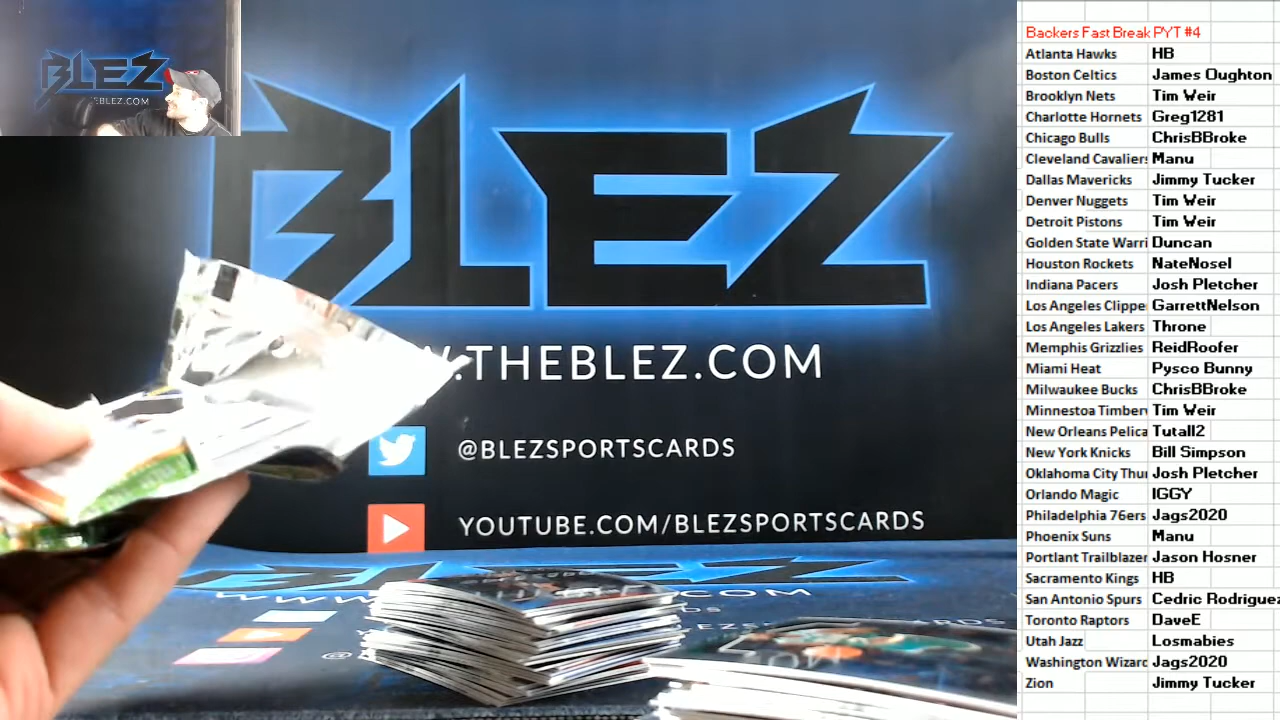 BLEZ
THEBLEZ.COM
BLEZ
WWW.THEBLEZ.COM
@BLEZSPORTSCARDS
YOUTUBE.COM/BLEZSPORTSCARDS
Backers Fast Break PYT #4
Atlanta Hawks HB
Boston Celtics James Oughton
Brooklyn Nets Tim Weir
Charlotte Hornets Greg1281
Chicago Bulls ChrisBBroke
Cleveland Cavaliers Manu
Dallas Mavericks Jimmy Tucker
Denver Nuggets Tim Weir
Detroit Pistons Tim Weir
Golden State Warri Duncan
Houston Rockets NateNosel
Indiana Pacers Josh Pletcher
Los Angeles Clippe GarrettNelson
Los Angeles Lakers Throne
Memphis Grizzlies ReidRoofer
Miami Heat Pysco Bunny
Milwaukee Bucks ChrisBBroke
Minnestoa Timber Tim Weir
New Orleans Pelica Tutall2
New York Knicks Bill Simpson
Oklahoma City Thu Josh Pletcher
Orlando Magic IGGY
Philadelphia 76ers Jags2020
Phoenix Suns Manu
Portlant Trailblazer Jason Hosner
Sacramento Kings HB
San Antonio Spurs Cedric Rodriguez
Toronto Raptors DaveE
Utah Jazz Losmabies
Washington Wizard Jags2020
Zion Jimmy Tucker